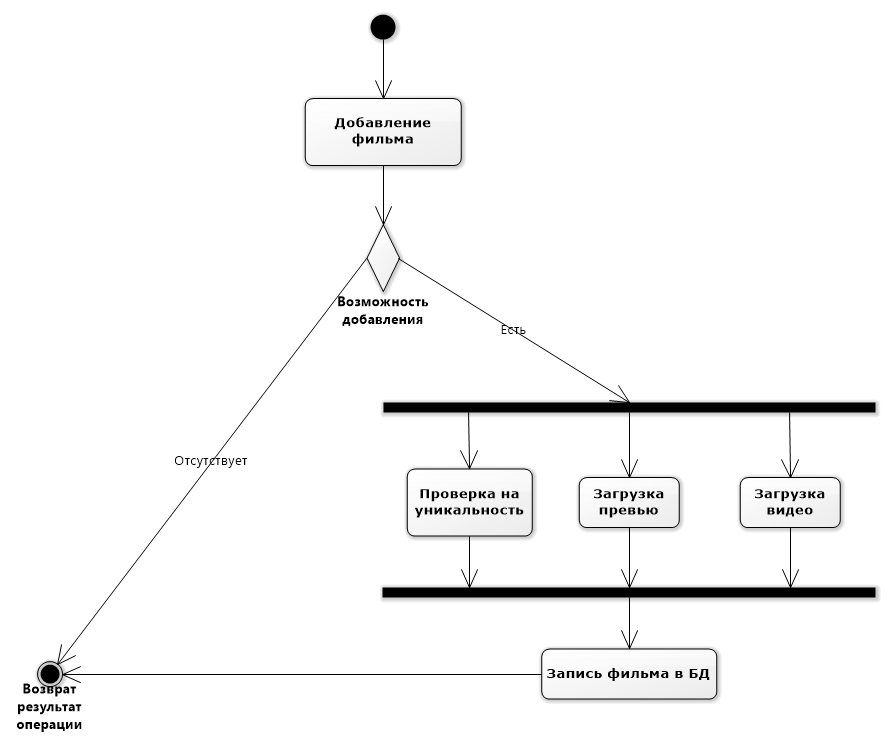 Добавление
фильма
Возможность
добавления
Есть
Отсутствует
Проверка на
уникальность
Загрузка
превью
Загрузка
видео
Запись фильма в БД
Возврат
результат
операции